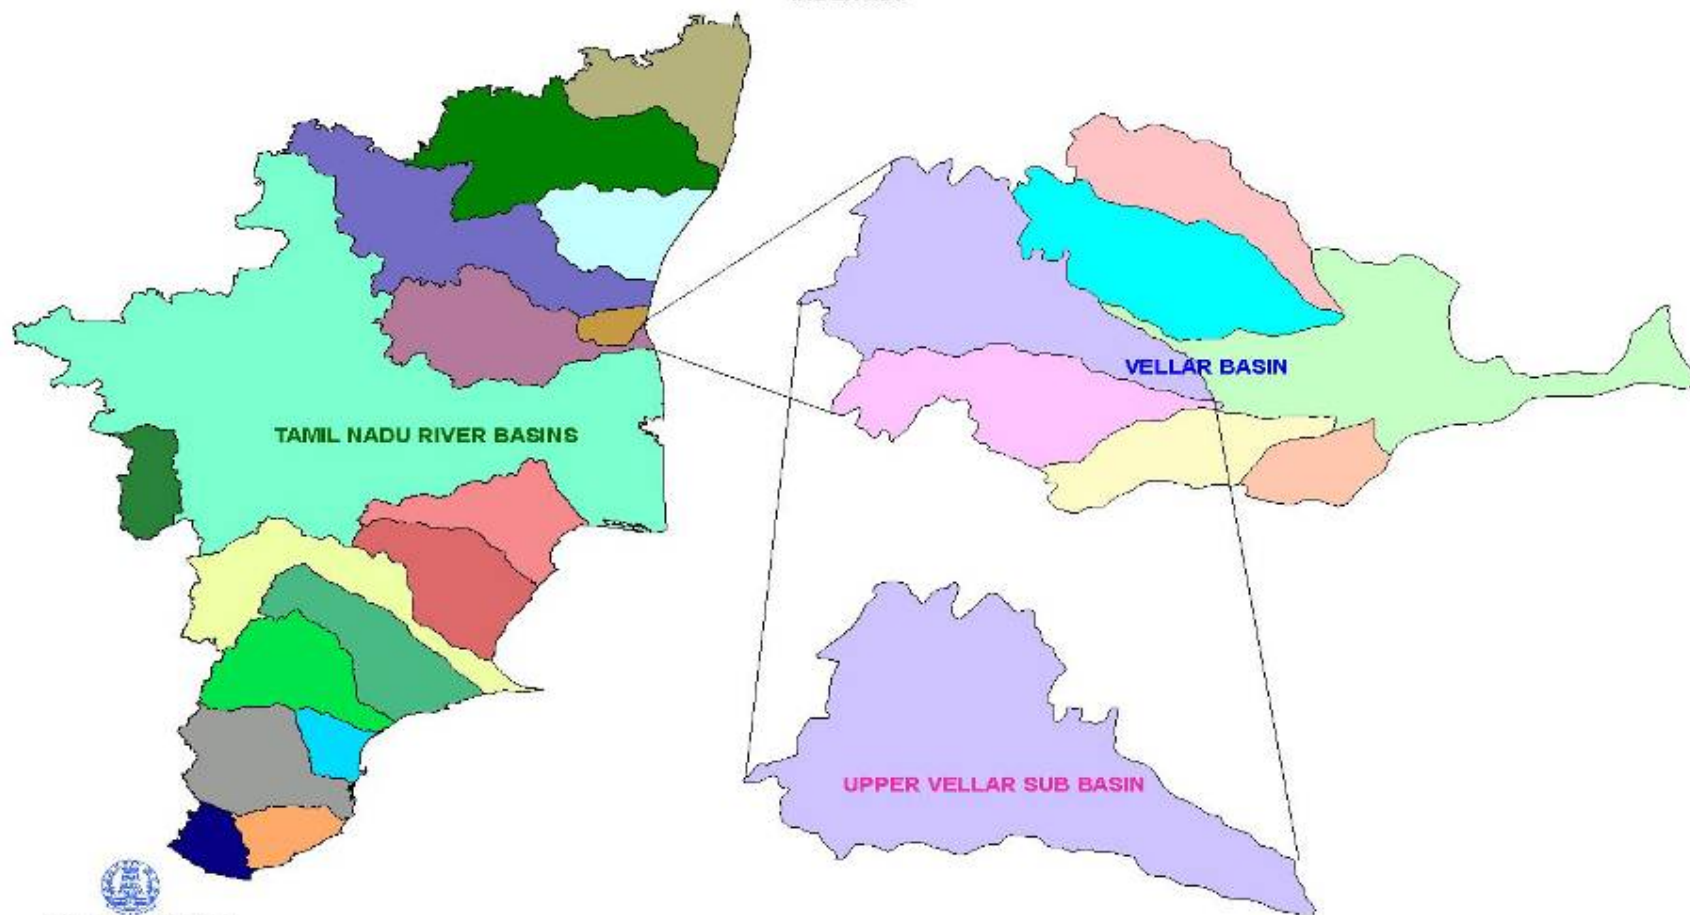 TAMIL NADU RIVER BASINS
VELLAR BASIN
UPPER VELLAR SUB BASIN